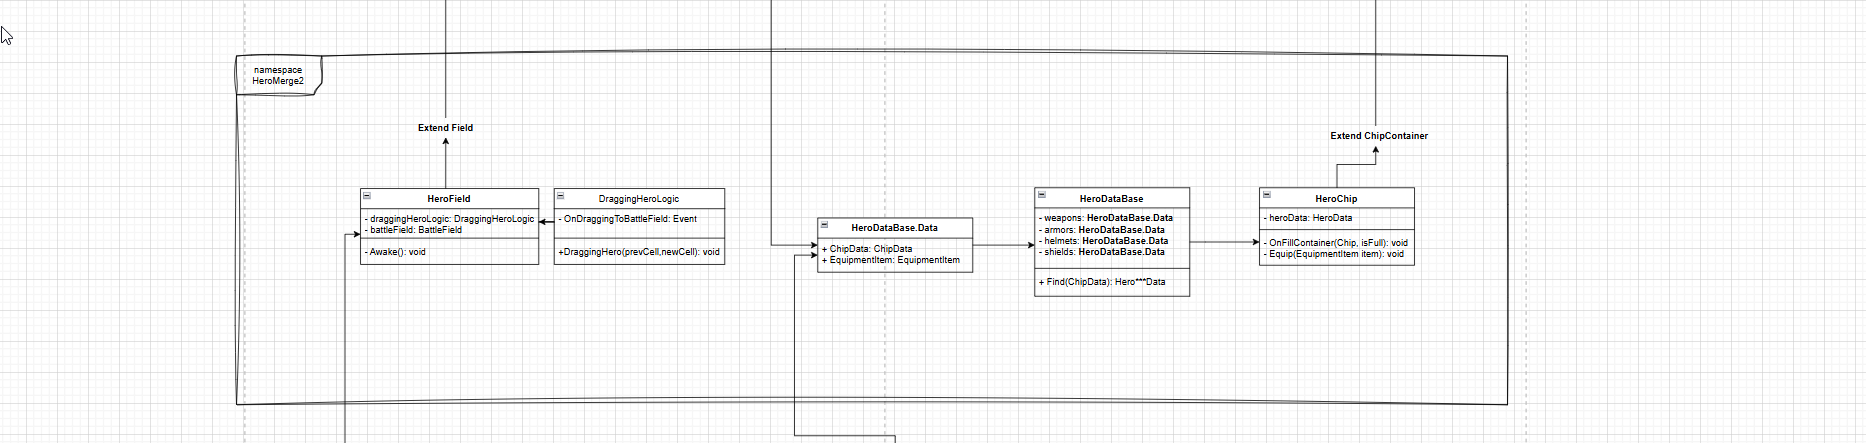 namespace
HeroMerge2
Extend Field
Extend ChipContainer
HeroField
- draggingHeroLogic: DraggingHeroLogic
- battleField: BattleField
- Awake(): void
DraggingHeroLogic
- OnDraggingToBattleField: Event
+DraggingHero(prevCell,newCell): void
HeroDataBase.Data
+ ChipData: ChipData
+ EquipmentItem: EquipmentItem
HeroDataBase
- weapons: HeroDataBase.Data
- armors: HeroDataBase.Data
- helmets: HeroDataBase.Data
- shields: HeroDataBase.Data
+ Find(ChipData): Hero***Data
HeroChip
- heroData: HeroData
- OnFillContainer(Chip, isFull): void
- Equip(EquipmentItem item): void